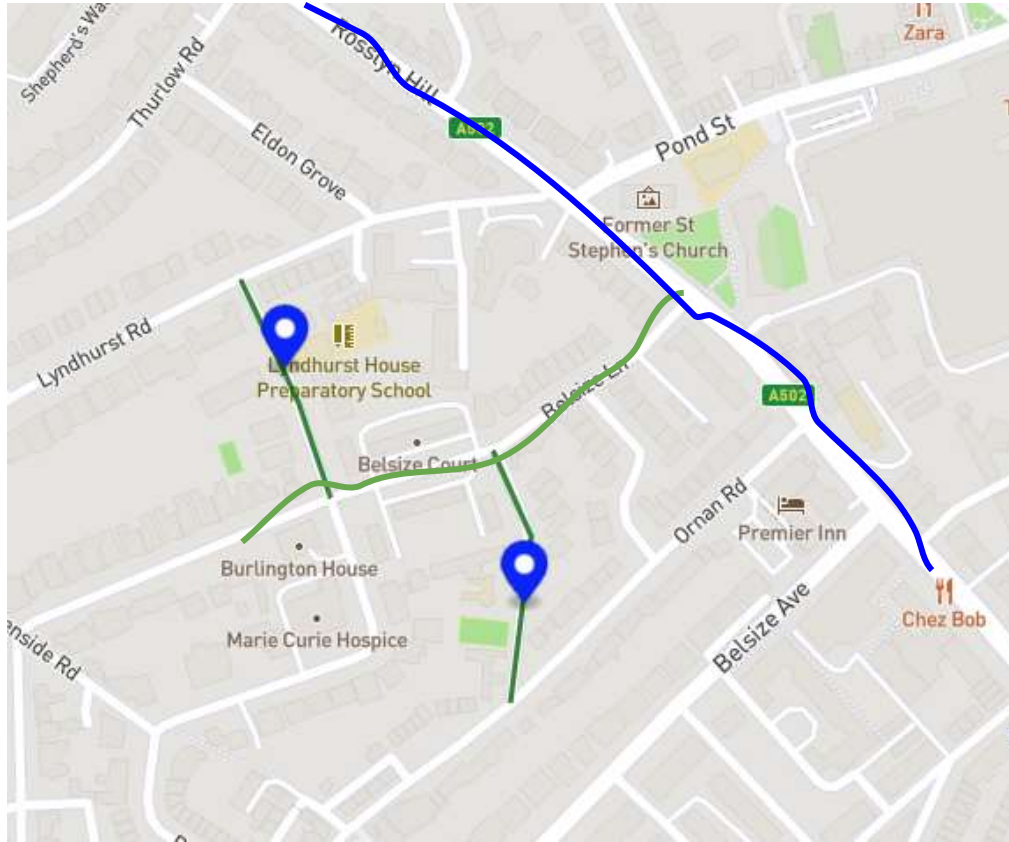 Shepherd's Wa
Thurlow Rd
Rosslyn Hill
Zara
A502
Pond St
Eldon Grove
Former St
Stephen's Church
Lyndhurst Rd
Lyndhurst House
Preparatory School
A502
Belsize Ln
Belsize Court
Ornan Rd
Premier Inn
Burlington House
Belsize Ave
Chez Bob
Marie Curie Hospice
enside Rd